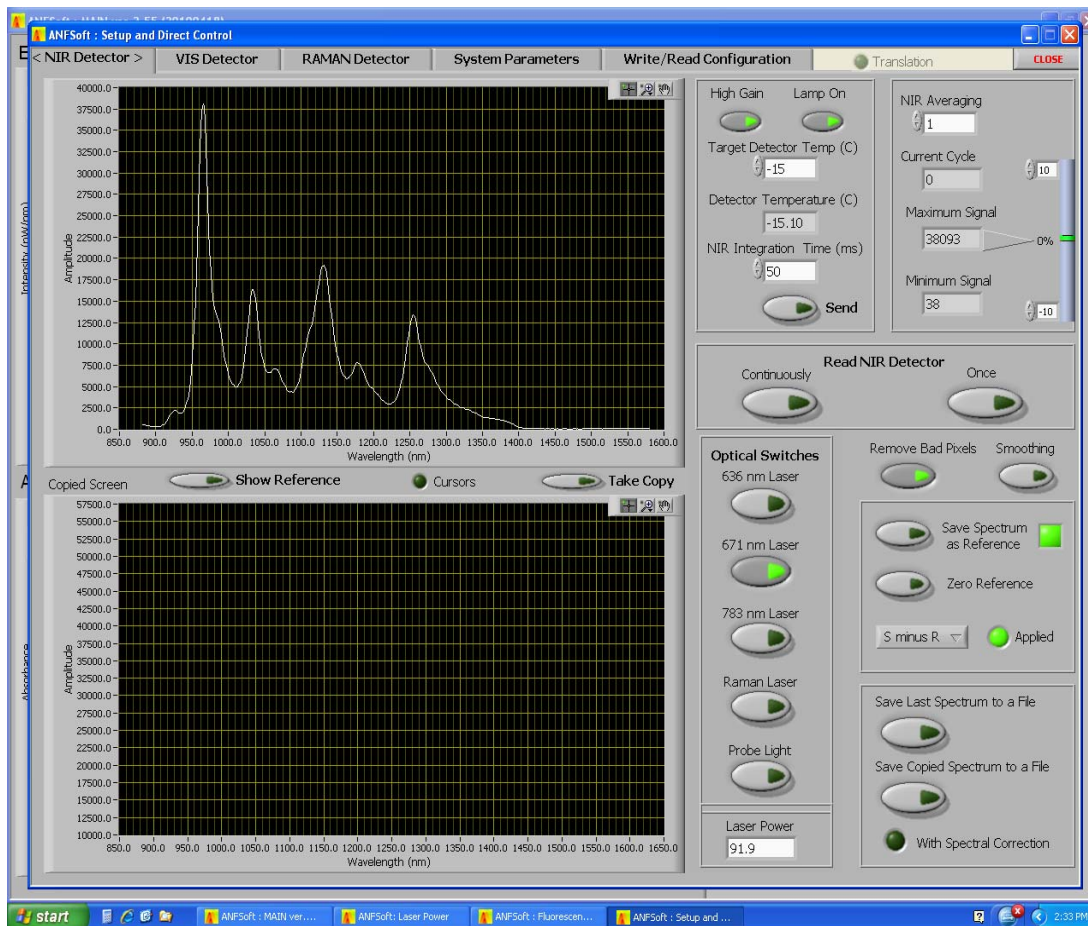 ANFSoft : MAIN ver 3.55 (20100418)
ANFSoft : Setup and Direct Control
< NIR Detector >
VIS Detector
RAMAN Detector
System Parameters
Write/Read Configuration
Translation
CLOSE
Intensity (pW/nm)
Absorbance
40000.0
37500.0
35000.0
32500.0
30000.0
27500.0
25000.0
22500.0
20000.0
17500.0
15000.0
12500.0
10000.0
7500.0
5000.0
2500.0
0.0
Amplitude
850.0 900.0 950.0 1000.0 1050.0 1100.0 1150.0 1200.0 1250.0 1300.0 1350.0 1400.0 1450.0 1500.0 1550.0 1600.0
Wavelength (nm)
Copied Screen
Show Reference
Cursors
Take Copy
57500.0
55000.0
52500.0
50000.0
47500.0
45000.0
42500.0
40000.0
37500.0
35000.0
32500.0
30000.0
27500.0
25000.0
22500.0
20000.0
17500.0
15000.0
12500.0
10000.0
Amplitude
850.0 900.0 950.0 1000.0 1050.0 1100.0 1150.0 1200.0 1250.0 1300.0 1350.0 1400.0 1450.0 1500.0 1550.0 1600.0 1650.0
Wavelength (nm)
High Gain
Lamp On
Target Detector Temp (C)
-15
Detector Temperature (C)
-15.10
NIR Integration Time (ms)
50
Send
NIR Averaging
1
Current Cycle
0
Maximum Signal
38093
Minimum Signal
38
10
0%
-10
Read NIR Detector
Continuously
Once
Optical Switches
636 nm Laser
671 nm Laser
783 nm Laser
Raman Laser
Probe Light
Laser Power
91.9
Remove Bad Pixels
Smoothing
Save Spectrum
as Reference
Zero Reference
S minus R
Applied
Save Last Spectrum to a File
Save Copied Spectrum to a File
With Spectral Correction
start
ANFSoft : MAIN ver....
ANFSoft: Laser Power
ANFSoft : Fluorescen...
ANFSoft : Setup and ...
2:33 PM